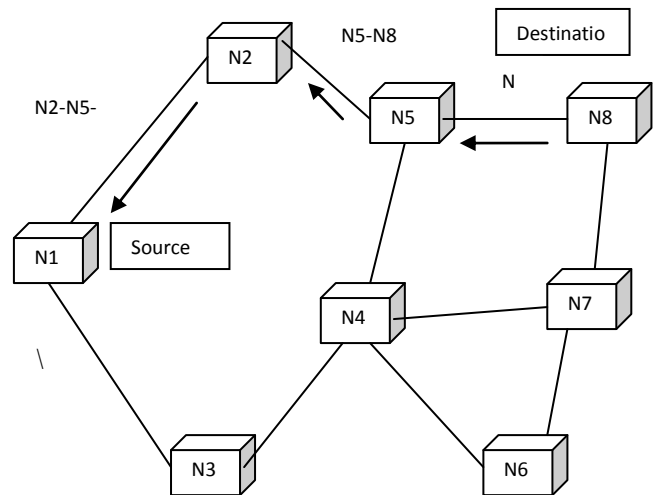 N5-N8
Destinatio
N2
N
N2-N5-
N5
N8
N1
Source
N4
N7
\
N3
N6